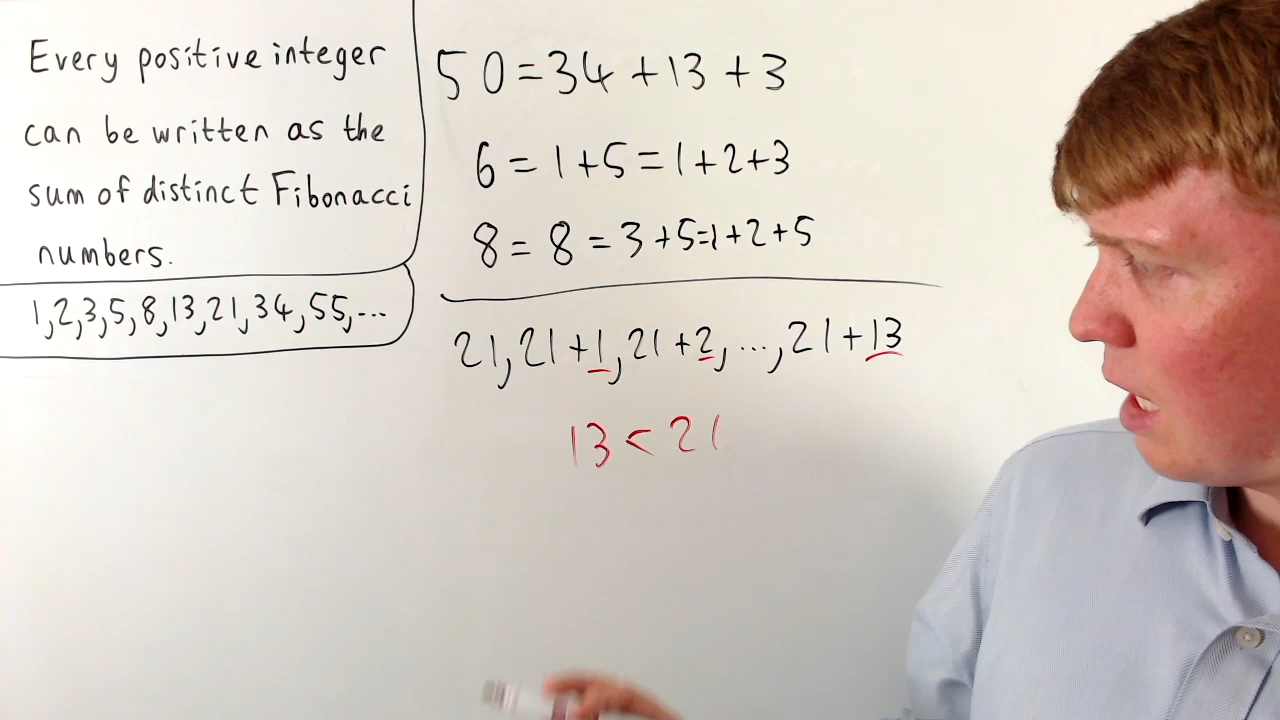 Every positive integer
can be written as the
sum of distinct Fibonacci
numbers.
1,2,3,5,8,13,21,34,55,...
50=34+13+3
6=1+5=1+2+3
8=8=3+5=1+2+5
21,21+1,21+2,...,21+13
13<21